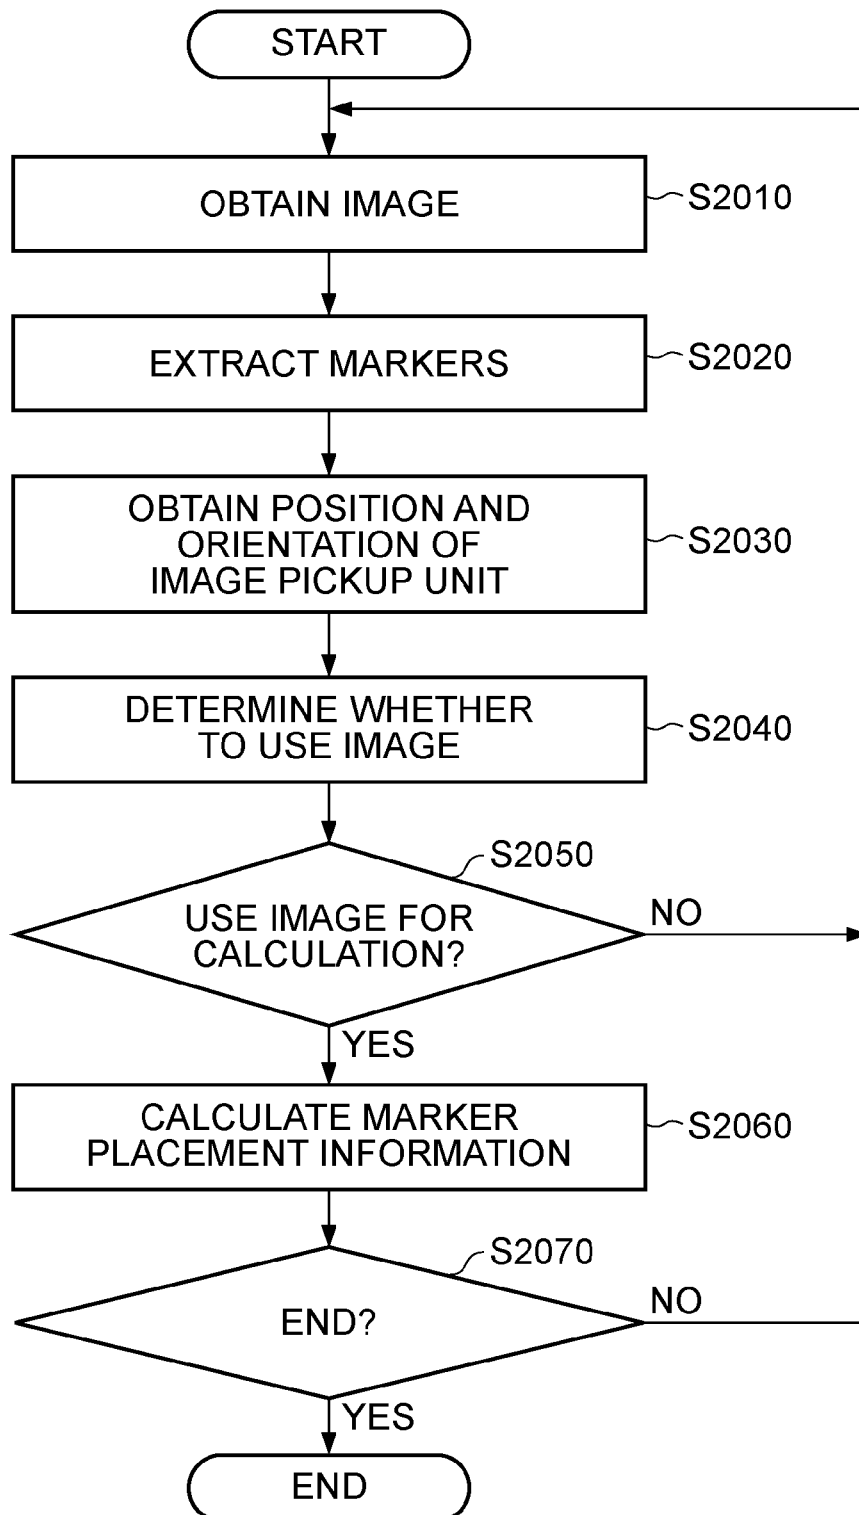 START
OBTAIN IMAGE
S2010
EXTRACT MARKERS
S2020
OBTAIN POSITION AND
ORIENTATION OF
IMAGE PICKUP UNIT
S2030
DETERMINE WHETHER
TO USE IMAGE
S2040
S2050
USE IMAGE FOR
CALCULATION?
NO
YES
CALCULATE MARKER
PLACEMENT INFORMATION
S2060
S2070
END?
NO
YES
END